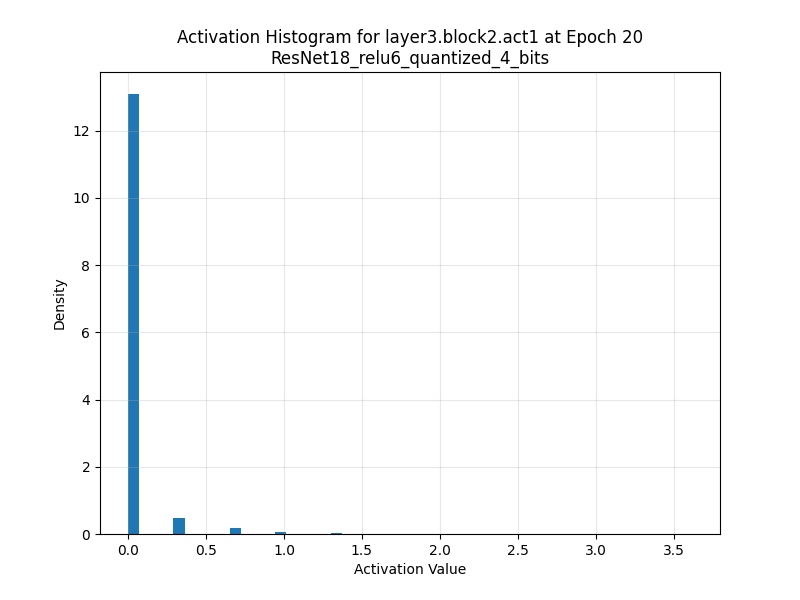 Activation Histogram for layer3.block2.act1 at Epoch 20
ResNet18_relu6_quantized_4_bits
12
10
8
6
4
2
0
Density
0.0 0.5 1.0 1.5 2.0 2.5 3.0 3.5
Activation Value